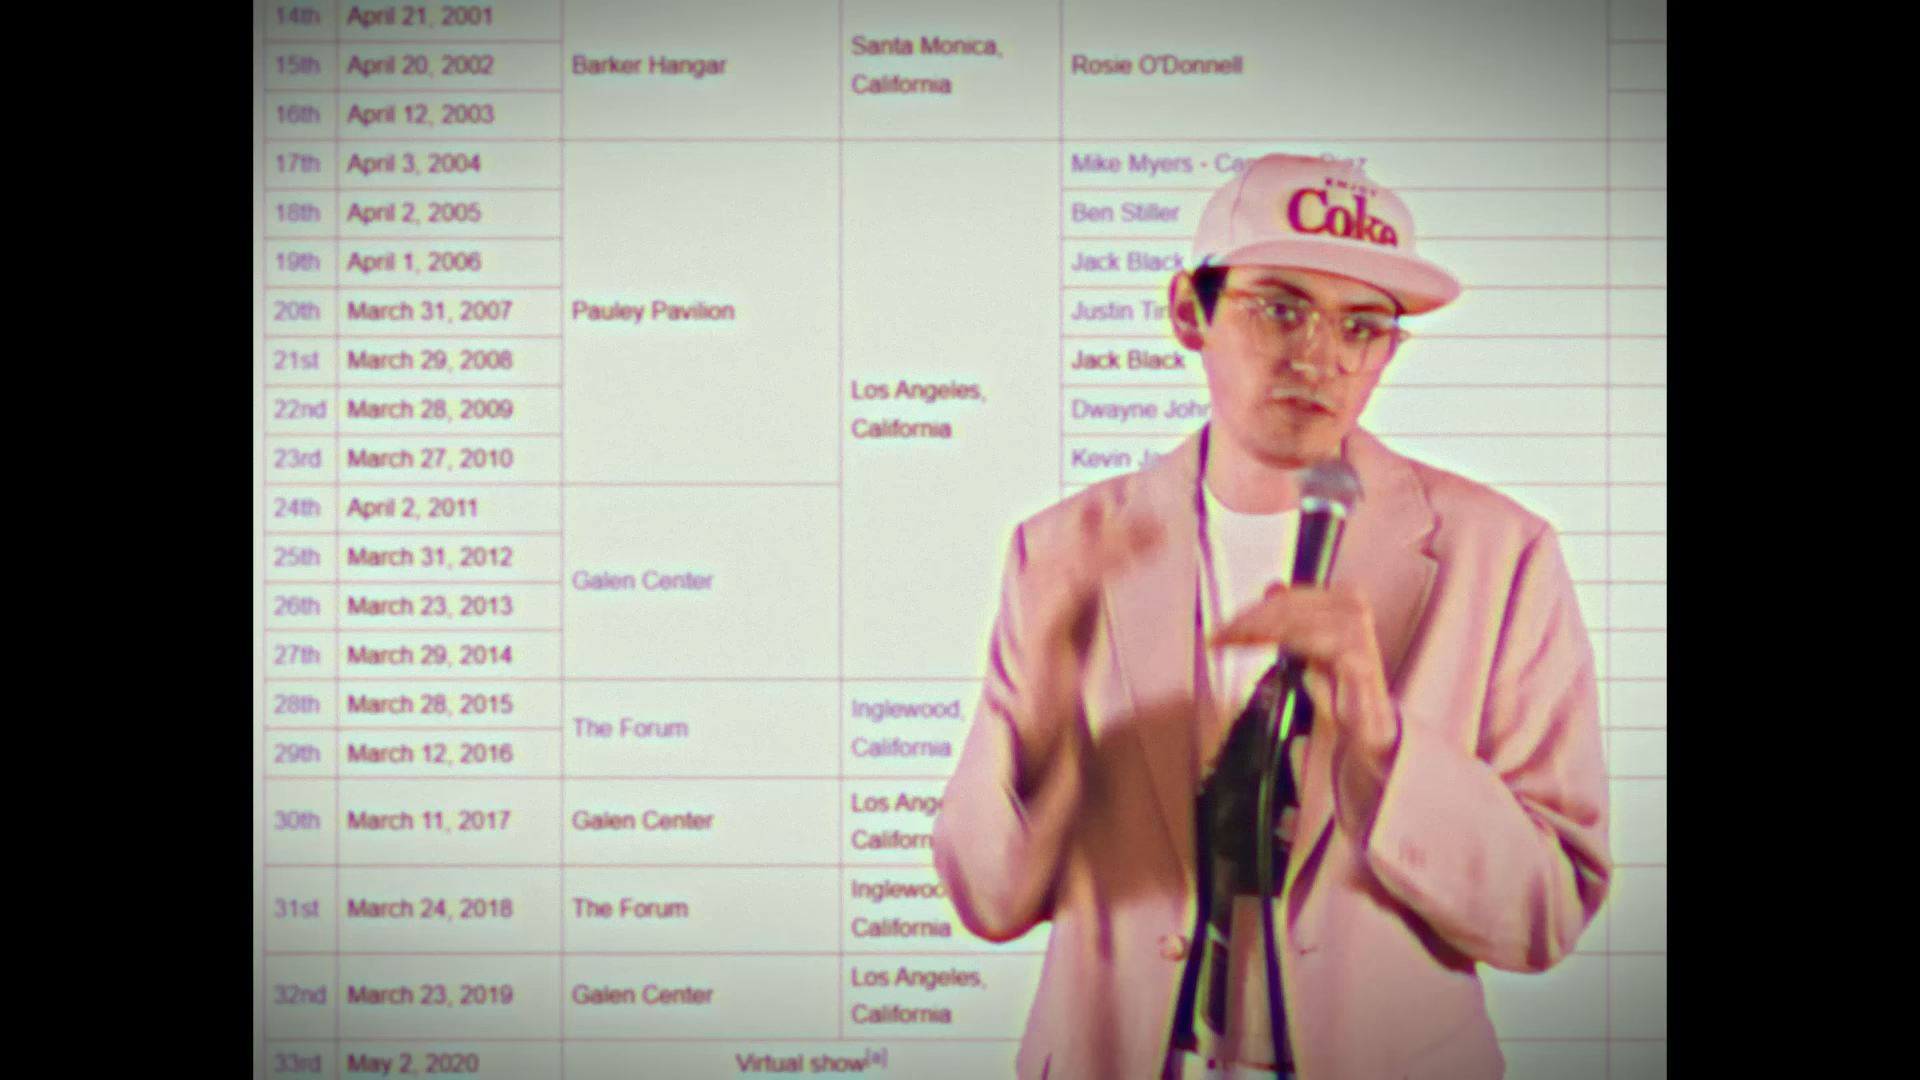 14th April 21, 2001
15th April 20, 2002 Barker Hangar Santa Monica, California Rosie O'Donnell
16th April 12, 2003
17th April 3, 2004 Mike Myers -
18th April 2, 2005 Ben Stiller
19th April 1, 2006 Jack Black
20th March 31, 2007 Pauley Pavilion Justin
21st March 29, 2008 Jack Black
22nd March 28, 2009 Los Angeles, California Dwayne
23rd March 27, 2010 Kevin
24th April 2, 2011
25th March 31, 2012 Galen Center
26th March 23, 2013
27th March 29, 2014
28th March 28, 2015 The Forum Inglewood, California
29th March 12, 2016
30th March 11, 2017 Galen Center Los
31st March 24, 2018 The Forum California
32nd March 23, 2019 Galen Center Los Angeles, California
33rd May 2, 2020 Virtual show[a]
Coke